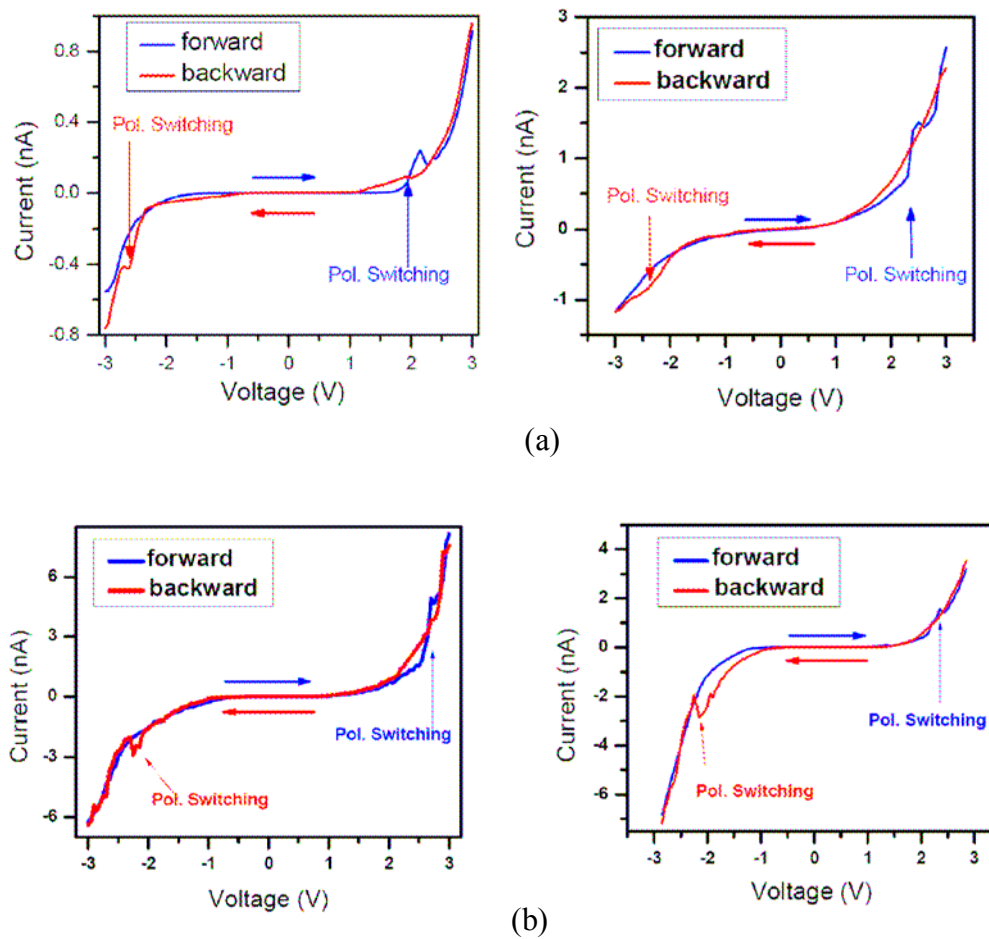 forward
backward
Pol. Switching
Pol. Switching
Current (nA)
0.8
0.4
0.0
-0.4
-0.8
-3 -2 -1 0 1 2 3
Voltage (V)
forward
backward
Pol. Switching
Pol. Switching
Current (nA)
3
2
1
0
-1
-3 -2 -1 0 1 2 3
Voltage (V)
(a)
forward
backward
Pol. Switching
Pol. Switching
Current (nA)
6
3
0
-3
-6
-3 -2 -1 0 1 2 3
Voltage (V)
forward
backward
Pol. Switching
Pol. Switching
Current (nA)
4
2
0
-2
-4
-6
-3 -2 -1 0 1 2 3
Voltage (V)
(b)